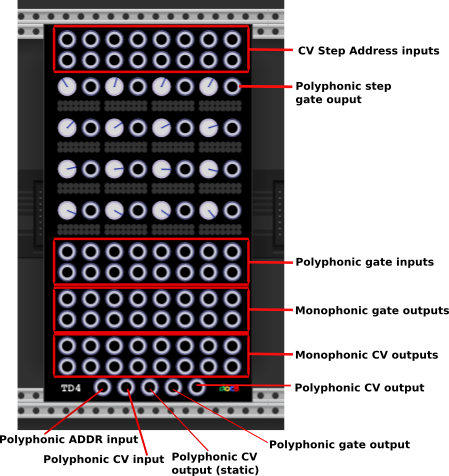 CV Step Address inputs
Polyphonic step
gate ouput
Polyphonic gate inputs
Monophonic gate outputs
Monophonic CV outputs
Polyphonic CV output
TD4
docB
Polyphonic ADDR input
Polyphonic gate output
Polyphonic CV input
Polyphonic CV
output (static)